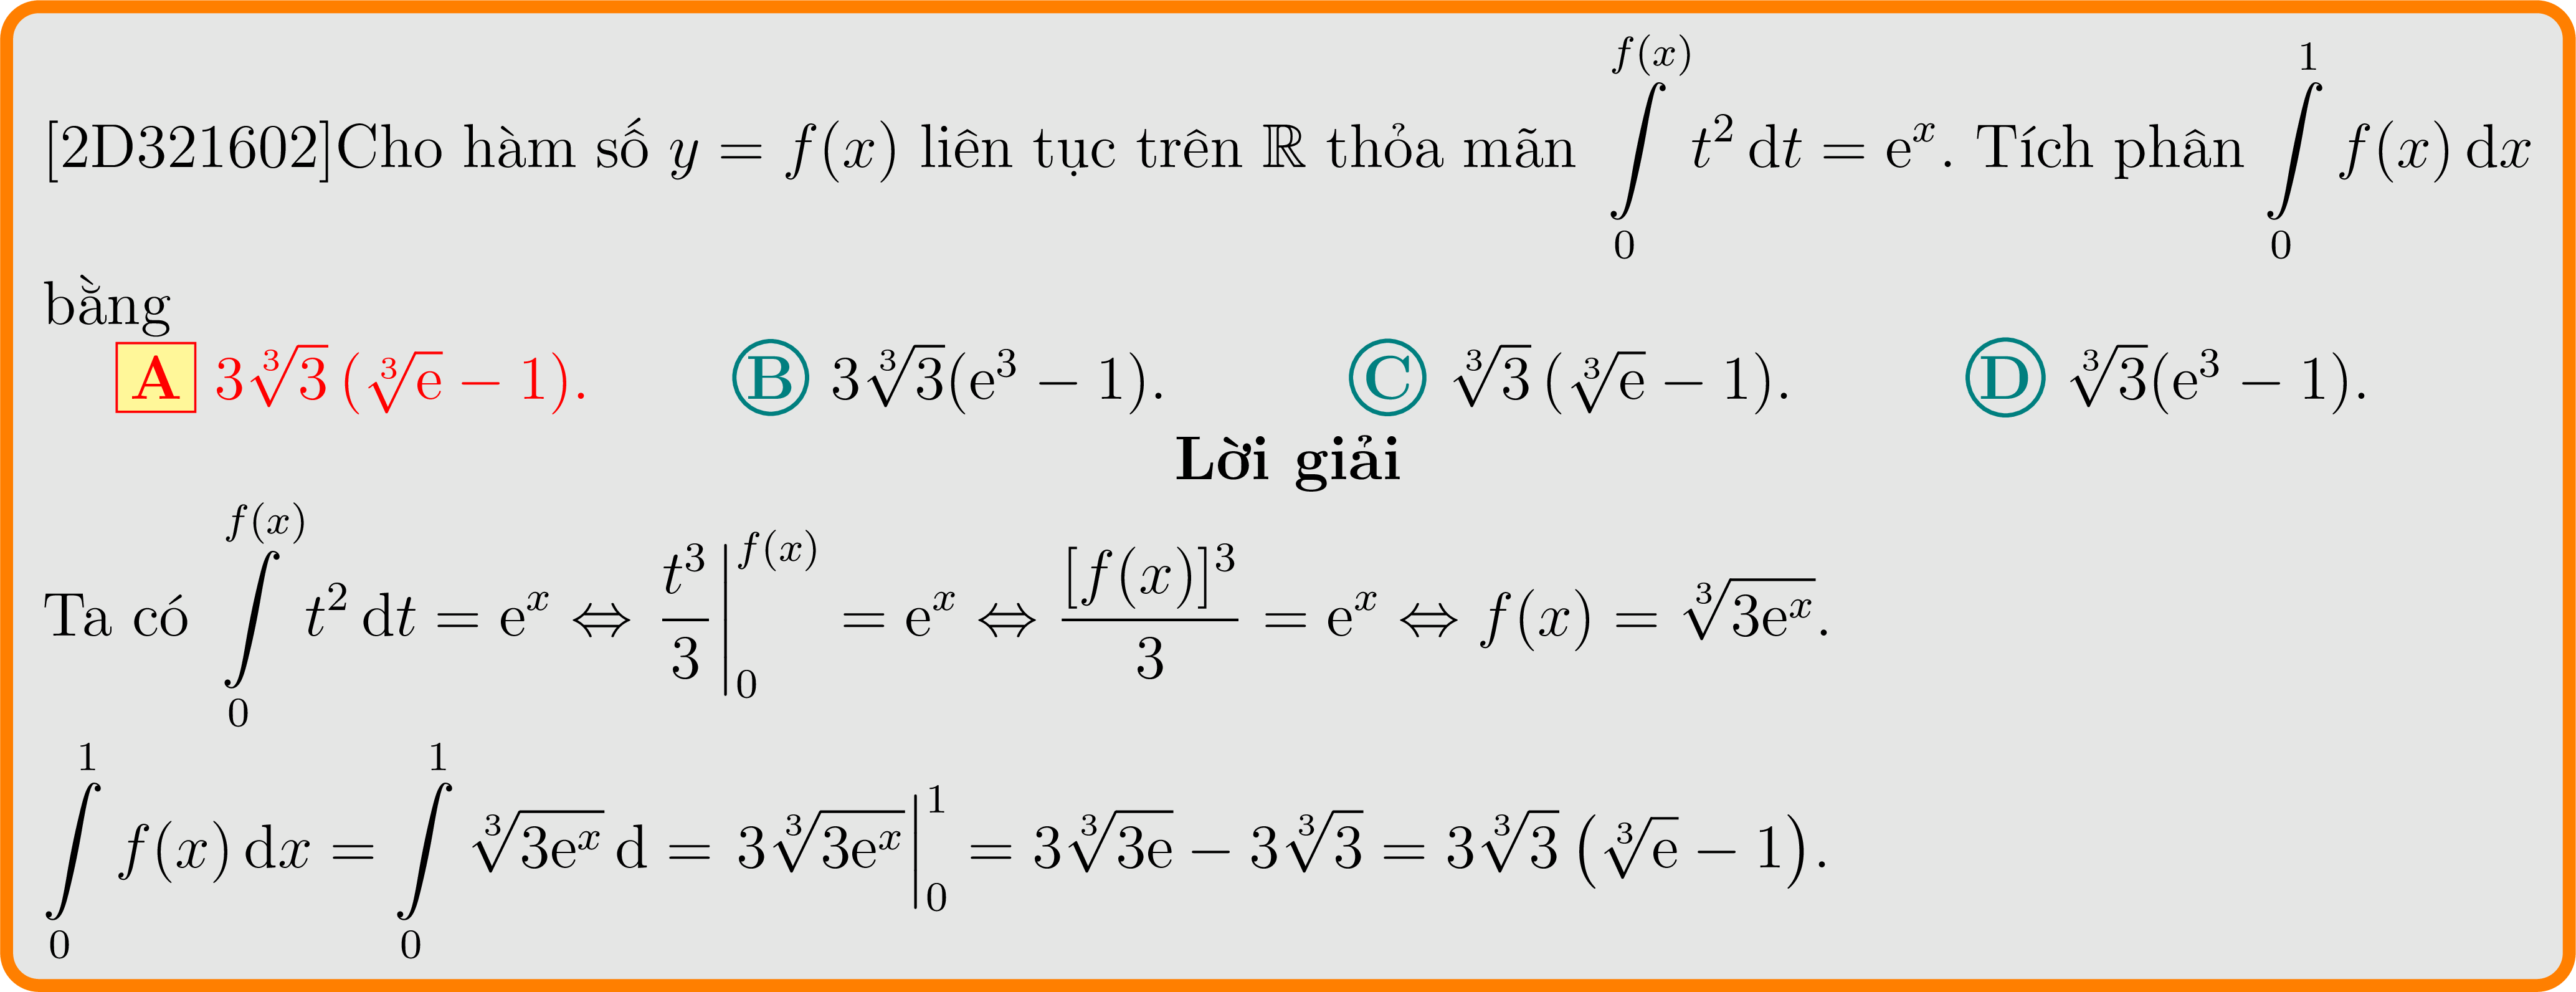 [2D321602]Cho hàm số $y = f(x)$ liên tục trên $\mathbb{R}$ thỏa mãn $\int\limits_0^{f(x)} t^2 \, \mathrm{d}t = \mathrm{e}^x$. Tích phân $\int\limits_0^1 f(x) \, \mathrm{d}x$
bằng
A $3\sqrt[3]{3}(\sqrt[3]{\mathrm{e}} - 1)$. B $3\sqrt[3]{3}(\mathrm{e}^3 - 1)$. C $\sqrt[3]{3}(\sqrt[3]{\mathrm{e}} - 1)$. D $\sqrt[3]{3}(\mathrm{e}^3 - 1)$.
Lời giải
Ta có $\int\limits_0^{f(x)} t^2 \, \mathrm{d}t = \mathrm{e}^x \Leftrightarrow \left. \frac{t^3}{3} \right|_0^{f(x)} = \mathrm{e}^x \Leftrightarrow \frac{[f(x)]^3}{3} = \mathrm{e}^x \Leftrightarrow f(x) = \sqrt[3]{3\mathrm{e}^x}$.
$\int\limits_0^1 f(x) \, \mathrm{d}x = \int\limits_0^1 \sqrt[3]{3\mathrm{e}^x} \, \mathrm{d} = \left. 3\sqrt[3]{3\mathrm{e}^x} \right|_0^1 = 3\sqrt[3]{3\mathrm{e}} - 3\sqrt[3]{3} = 3\sqrt[3]{3} \left( \sqrt[3]{\mathrm{e}} - 1 \right)$.